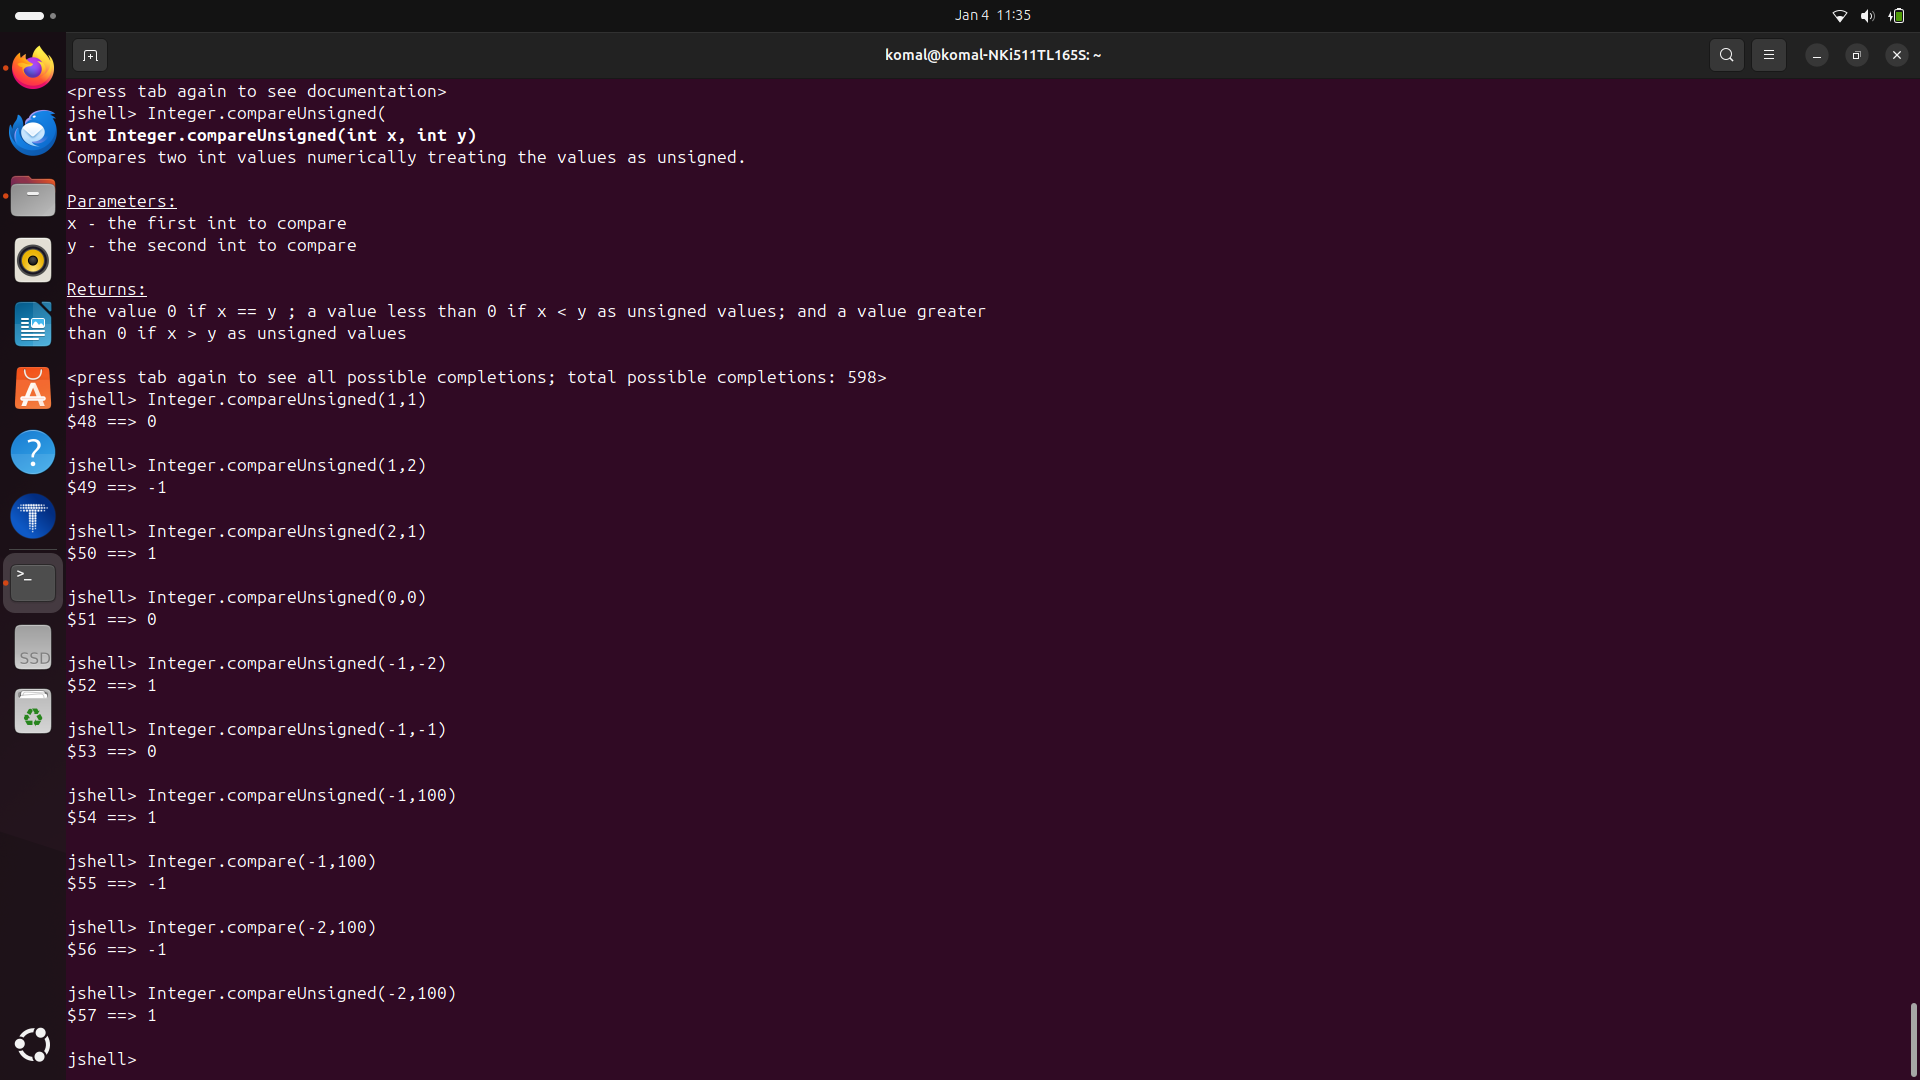 Jan 4 11:35
komal@komal-NKi511TL165S: ~
<press tab again to see documentation>
jshell> Integer.compareUnsigned(
int Integer.compareUnsigned(int x, int y)
Compares two int values numerically treating the values as unsigned.
Parameters:
x - the first int to compare
y - the second int to compare
Returns:
the value 0 if x == y ; a value less than 0 if x < y as unsigned values; and a value greater
than 0 if x > y as unsigned values
<press tab again to see all possible completions; total possible completions: 598>
jshell> Integer.compareUnsigned(1,1)
$48 ==> 0
jshell> Integer.compareUnsigned(1,2)
$49 ==> -1
jshell> Integer.compareUnsigned(2,1)
$50 ==> 1
jshell> Integer.compareUnsigned(0,0)
$51 ==> 0
jshell> Integer.compareUnsigned(-1,-2)
$52 ==> 1
jshell> Integer.compareUnsigned(-1,-1)
$53 ==> 0
jshell> Integer.compareUnsigned(-1,100)
$54 ==> 1
jshell> Integer.compare(-1,100)
$55 ==> -1
jshell> Integer.compare(-2,100)
$56 ==> -1
jshell> Integer.compareUnsigned(-2,100)
$57 ==> 1
jshell>
SSD